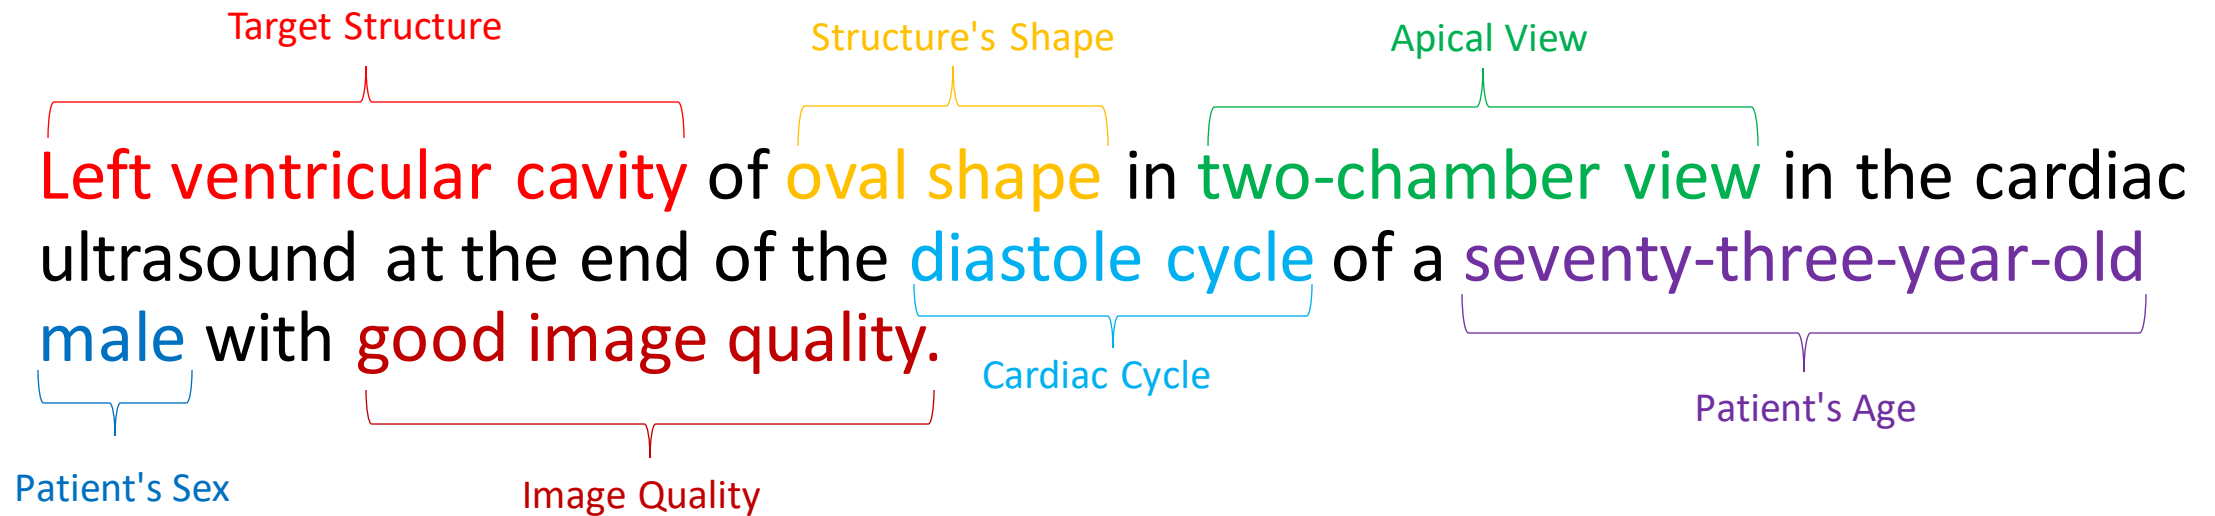 Target Structure
Structure's Shape
Apical View
Left ventricular cavity of oval shape in two-chamber view in the cardiac
ultrasound at the end of the diastole cycle of a seventy-three-year-old
male with good image quality.
Cardiac Cycle
Patient's Age
Patient's Sex
Image Quality